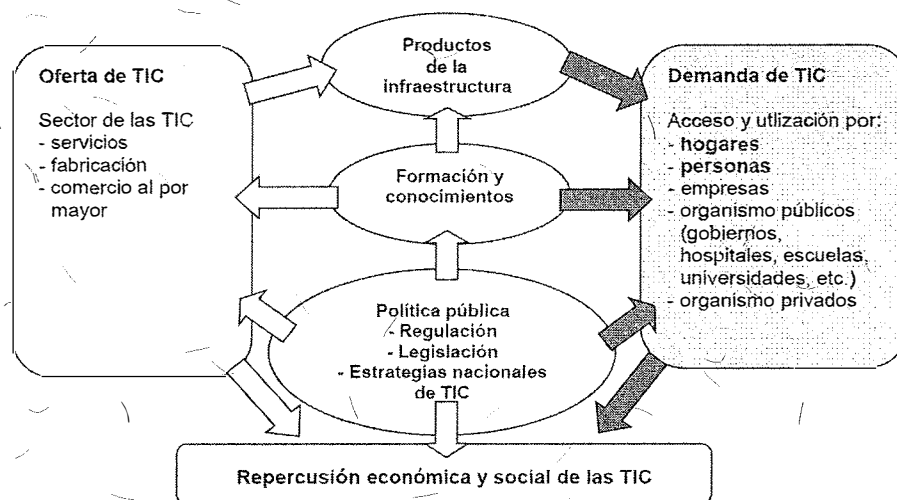 Oferta de TIC
Sector de las TIC
- servicios
- fabricación
- comercio al por
mayor
Productos
de la
infraestructura
Formación y
conocimientos
Política pública
- Regulación
- Legislación
- Estrategias nacionales
de TIC
Demanda de TIC
Acceso y utlización por:
- hogares
- personas
- empresas
- organismo públicos
(gobiernos,
hospitales, escuelas,
universidades, etc.)
- organismo privados
Repercusión económica y social de las TIC